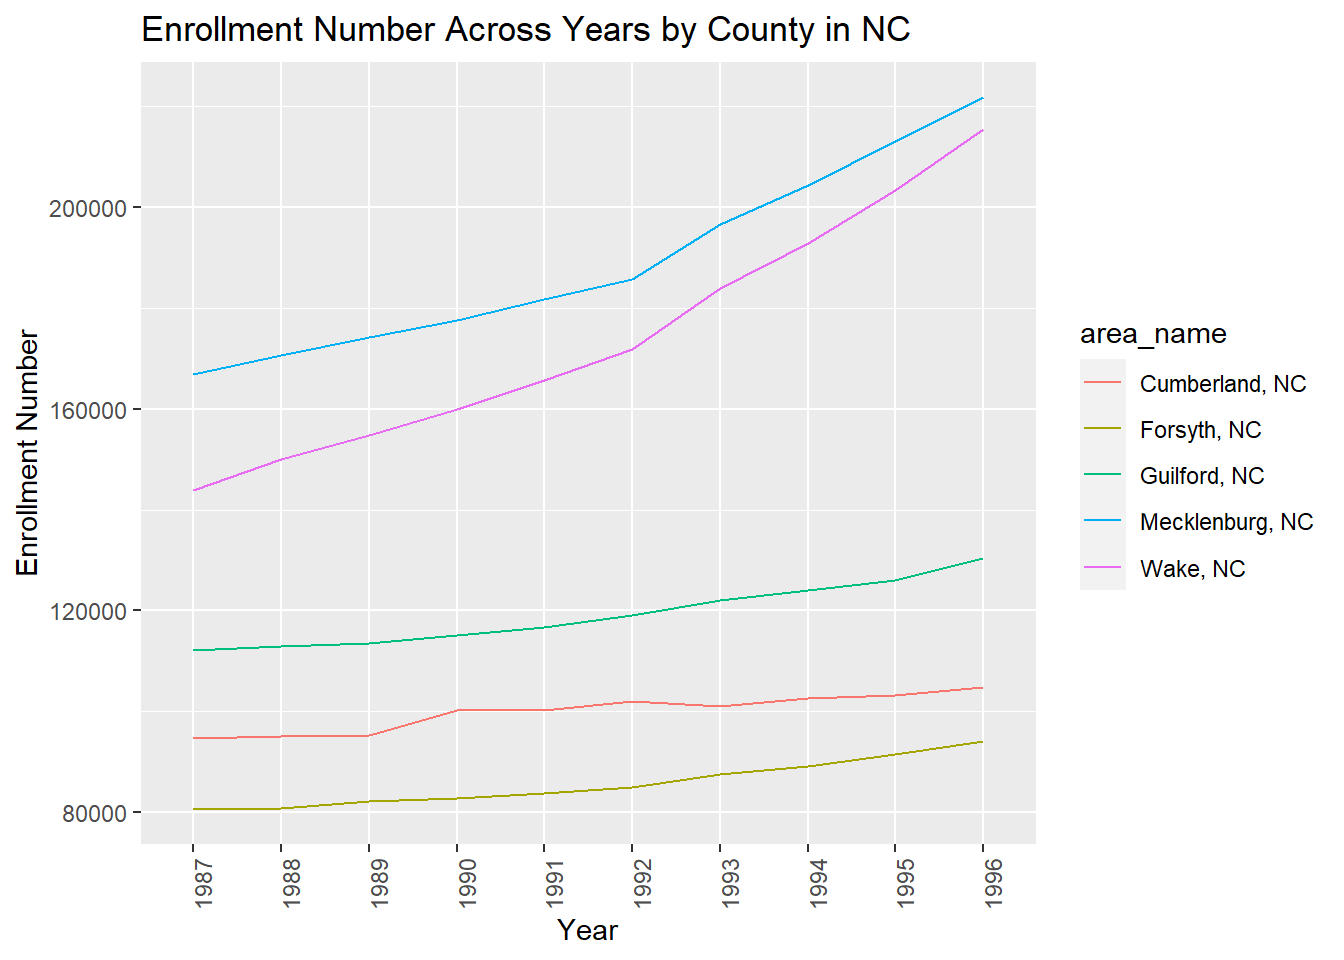 Enrollment Number Across Years by County in NC
Enrollment Number
200000
160000
120000
80000
1987
1988
1989
1990
1991
1992
1993
1994
1995
1996
Year
area_name
Cumberland, NC
Forsyth, NC
Guilford, NC
Mecklenburg, NC
Wake, NC